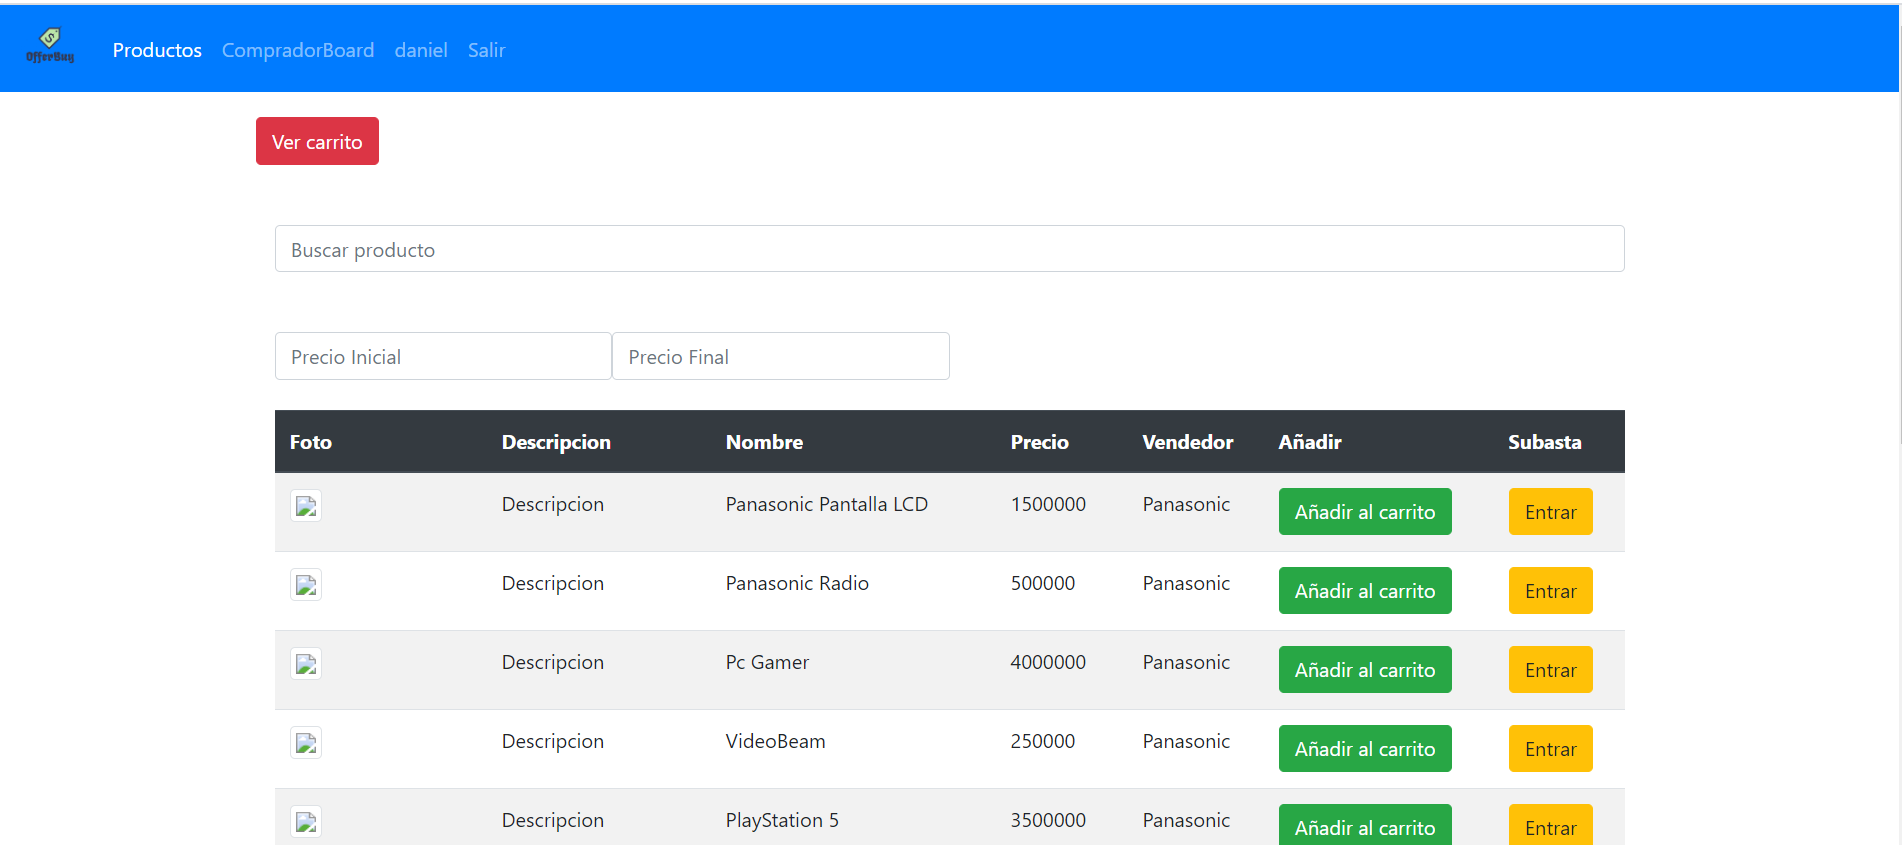 OfferBuy
Productos CompradorBoard daniel Salir
Ver carrito
Buscar producto
Precio Inicial Precio Final
Foto Descripcion Nombre Precio Vendedor Añadir Subasta
Descripcion Panasonic Pantalla LCD 1500000 Panasonic Añadir al carrito Entrar
Descripcion Panasonic Radio 500000 Panasonic Añadir al carrito Entrar
Descripcion Pc Gamer 4000000 Panasonic Añadir al carrito Entrar
Descripcion VideoBeam 250000 Panasonic Añadir al carrito Entrar
Descripcion PlayStation 5 3500000 Panasonic Añadir al carrito Entrar